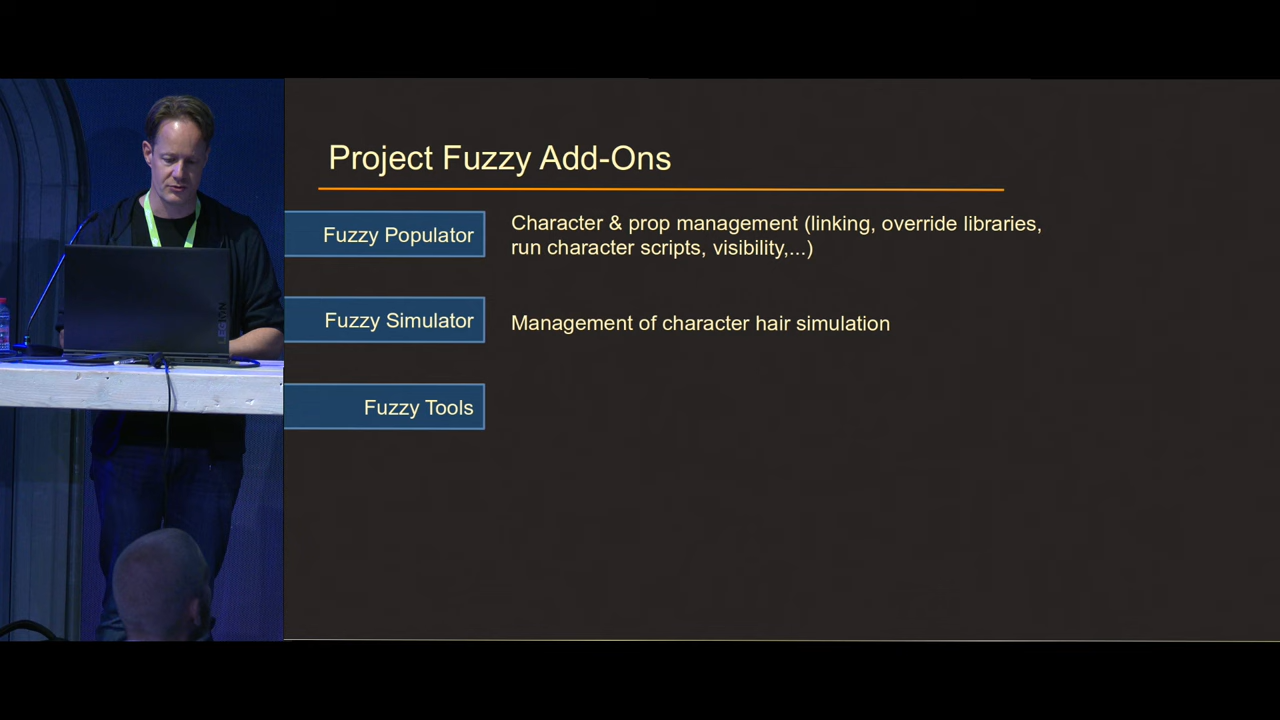 Project Fuzzy Add-Ons
Fuzzy Populator
Character & prop management (linking, override libraries,
run character scripts, visibility,...)
Fuzzy Simulator
Management of character hair simulation
Fuzzy Tools
LEGION